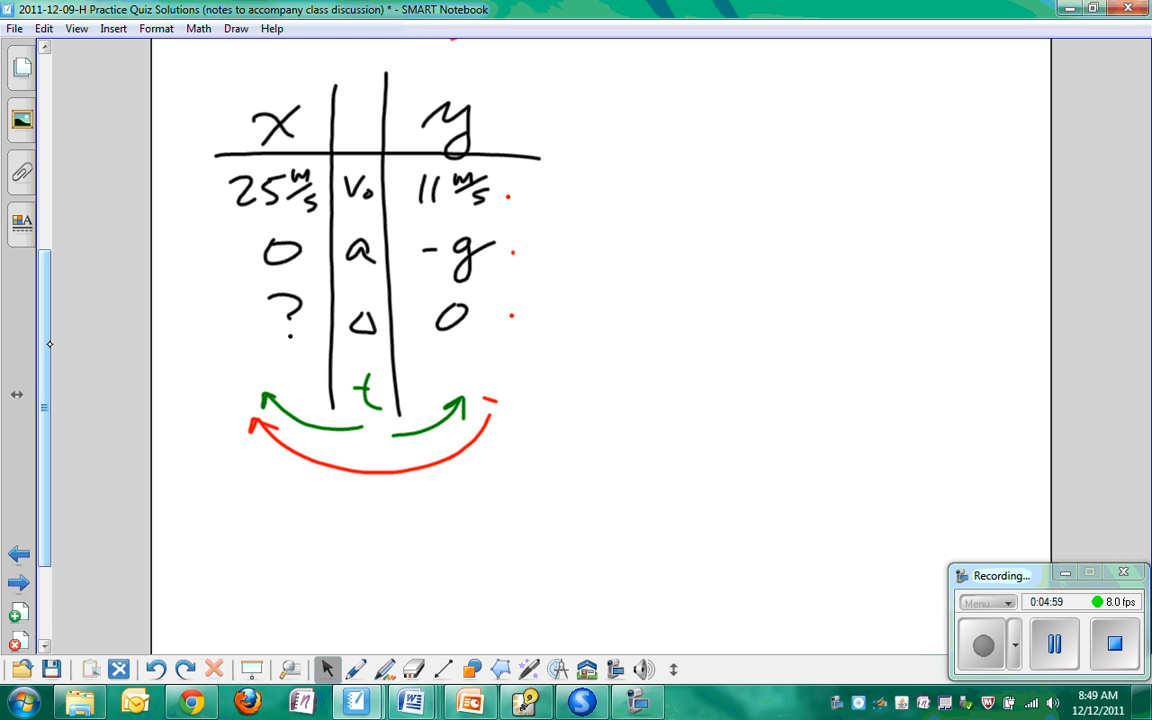 2011-12-09-H Practice Quiz Solutions (notes to accompany class discussion) * - SMART Notebook
File Edit View Insert Format Math Draw Help
x y
25 m/s v₀ 11 m/s
0 a -g
? Δ 0
t
Recording...
Menu 0:04:59 8.0 fps
8:49 AM
12/12/2011